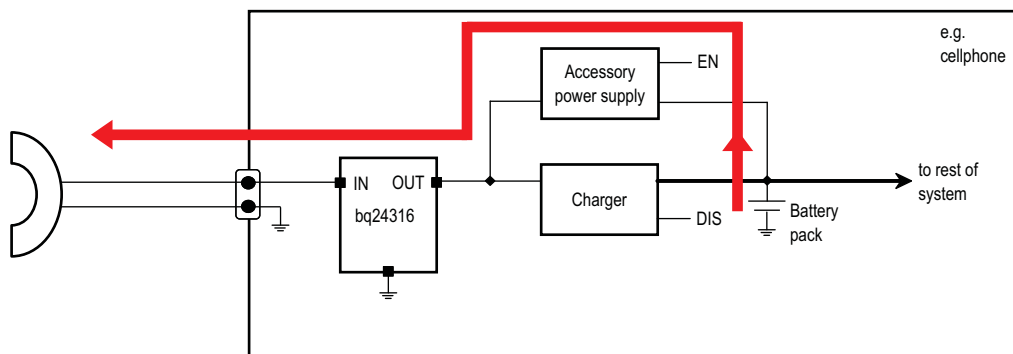 e.g.
cellphone
Accessory
power supply
EN
IN
OUT
bq24316
Charger
DIS
Battery
pack
to rest of
system